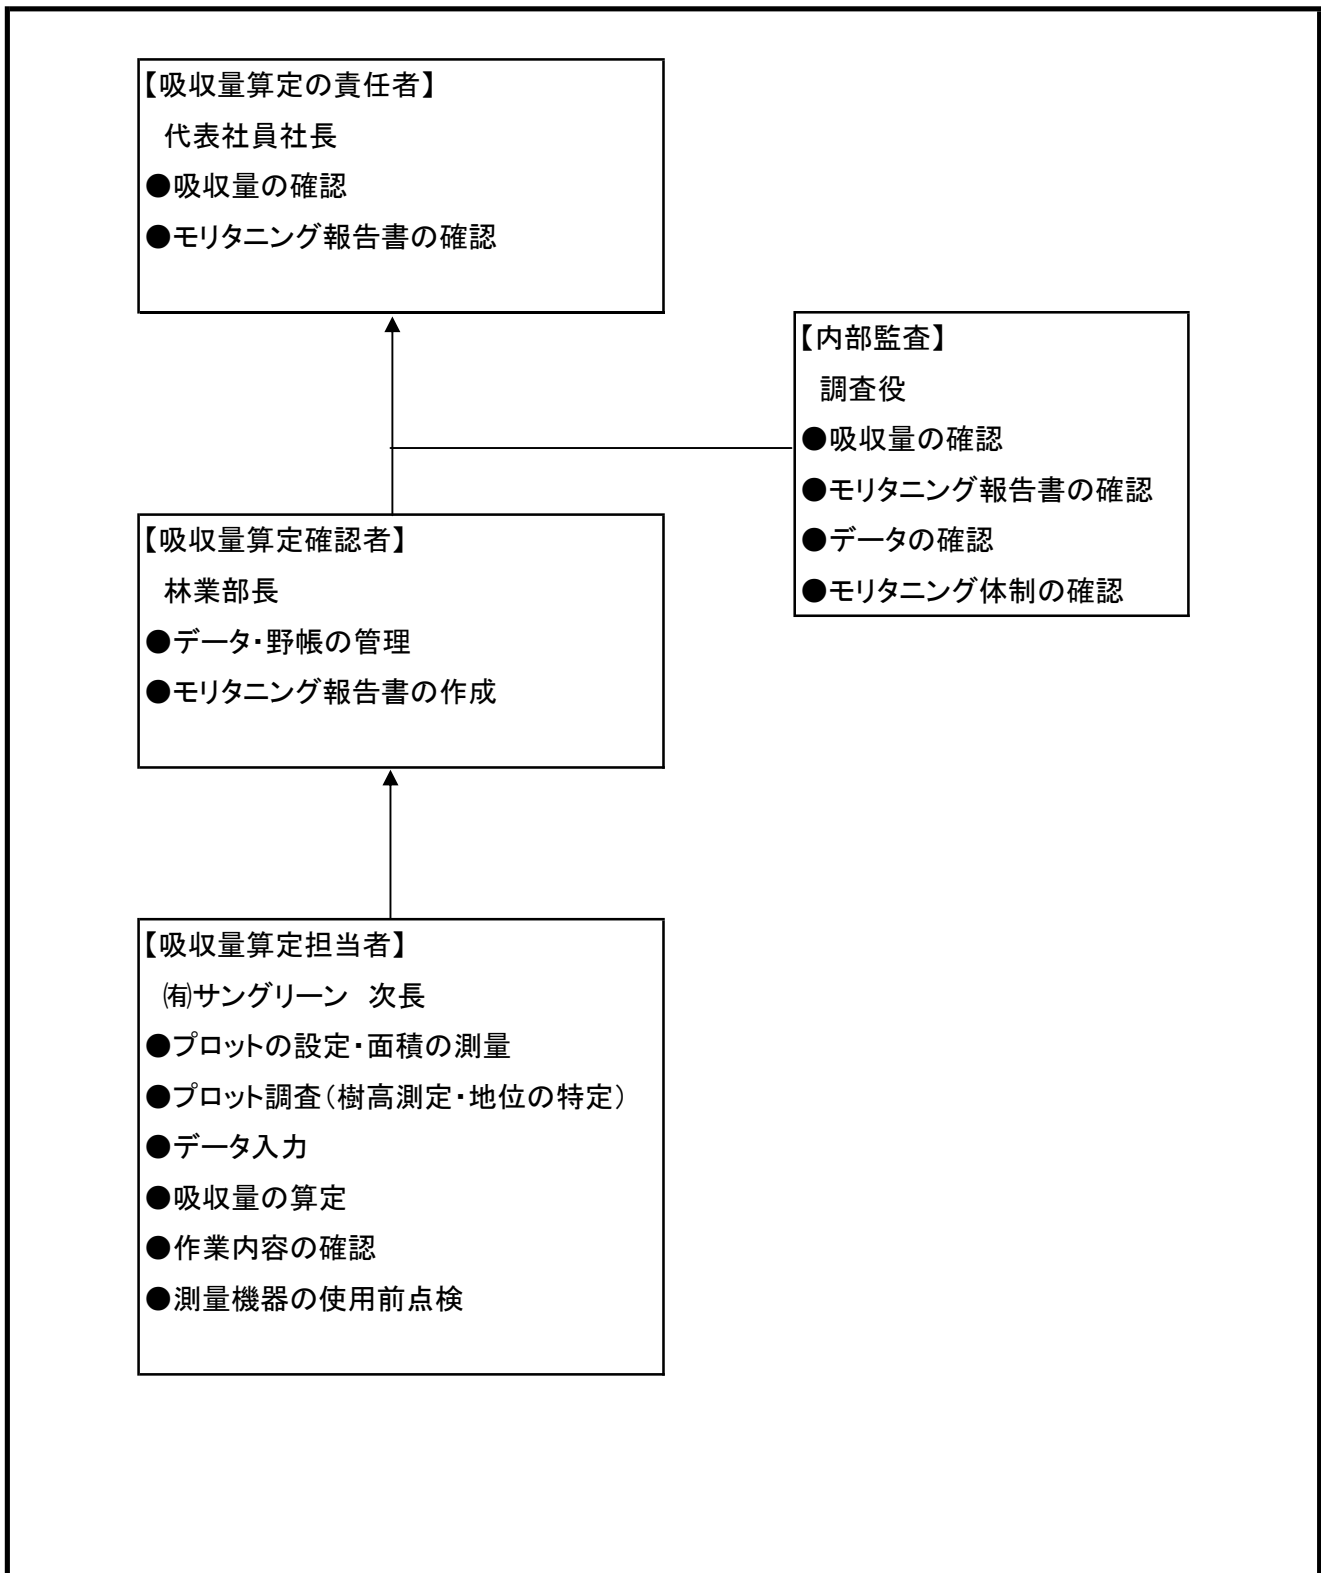 【吸収量算定の責任者】
代表社員社長
●吸収量の確認
●モリタニング報告書の確認
【内部監査】
調査役
●吸収量の確認
●モリタニング報告書の確認
●データの確認
●モリタニング体制の確認
【吸収量算定確認者】
林業部長
●データ・野帳の管理
●モリタニング報告書の作成
【吸収量算定担当者】
㈲サングリーン　次長
●プロットの設定・面積の測量
●プロット調査（樹高測定・地位の特定）
●データ入力
●吸収量の算定
●作業内容の確認
●測量機器の使用前点検